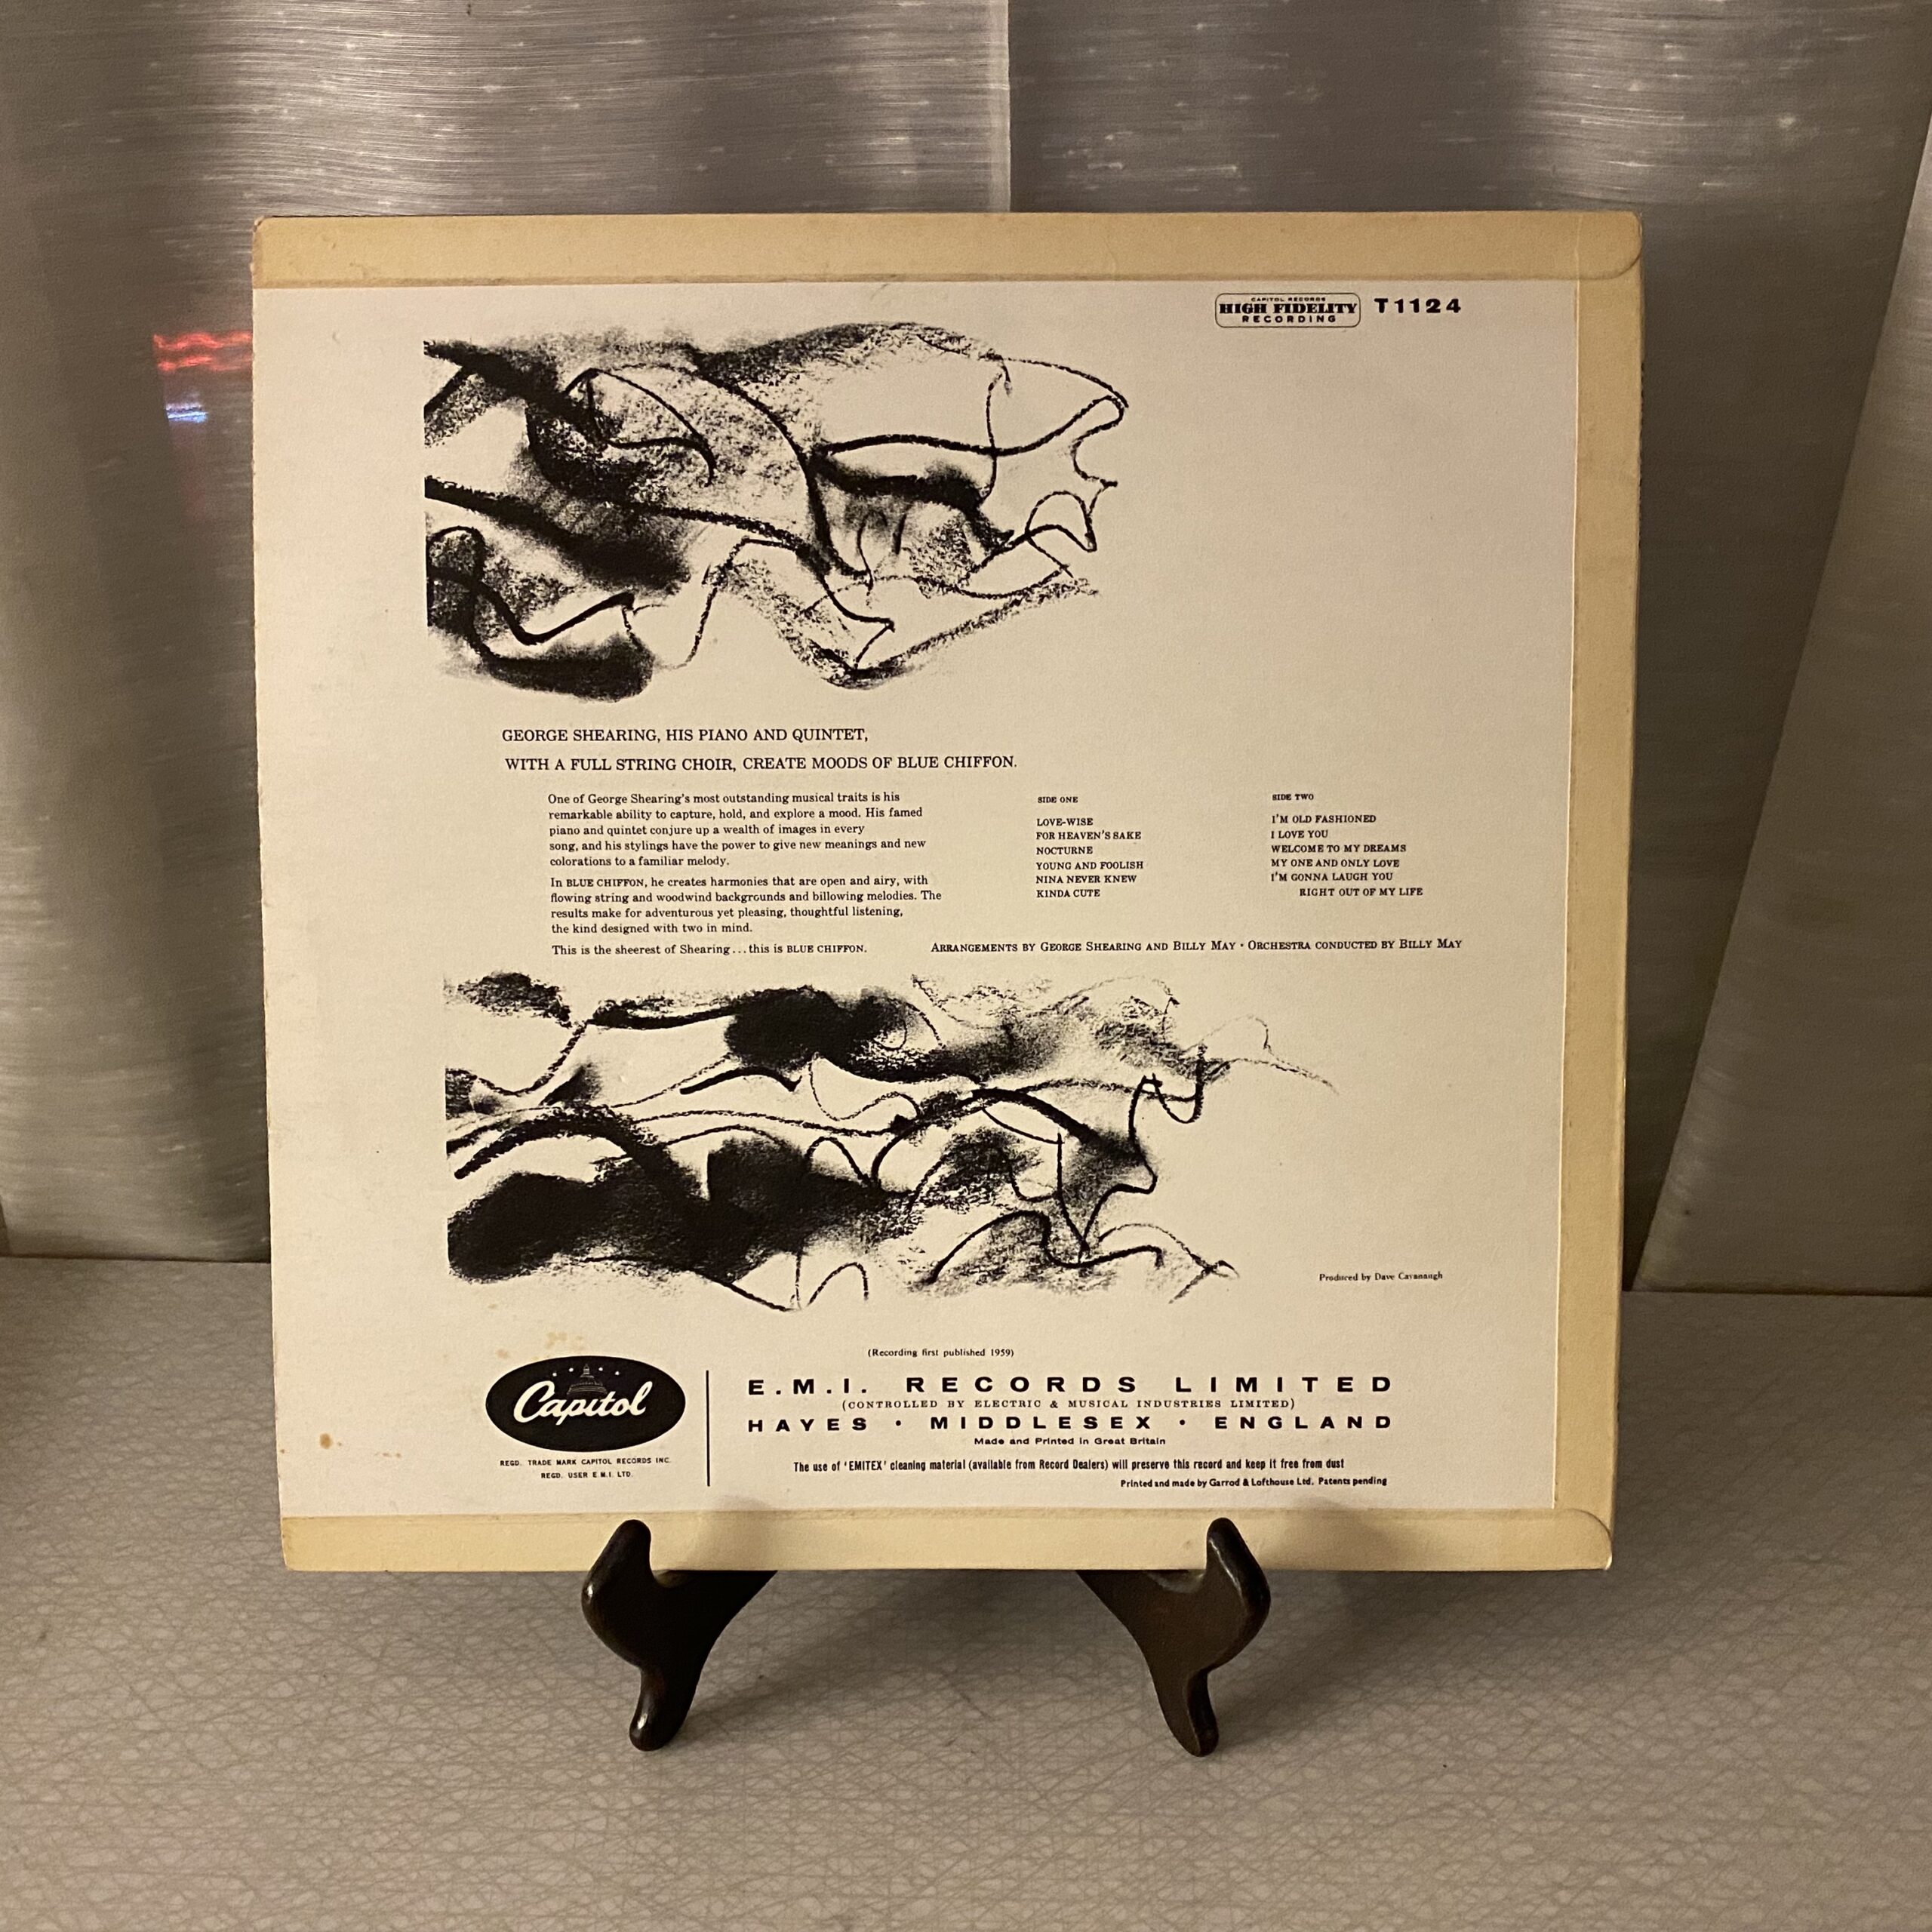 CAPITOL RECORDS
HIGH FIDELITY
RECORDING
T1124
GEORGE SHEARING, HIS PIANO AND QUINTET,
WITH A FULL STRING CHOIR, CREATE MOODS OF BLUE CHIFFON.
One of George Shearing's most outstanding musical traits is his
remarkable ability to capture, hold, and explore a mood. His famed
piano and quintet conjure up a wealth of images in every
song, and his stylings have the power to give new meanings and new
colorations to a familiar melody.
In BLUE CHIFFON, he creates harmonies that are open and airy, with
flowing string and woodwind backgrounds and billowing melodies. The
results make for adventurous yet pleasing, thoughtful listening,
the kind designed with two in mind.
This is the sheerest of Shearing...this is BLUE CHIFFON.
SIDE ONE
LOVE-WISE
FOR HEAVEN'S SAKE
NOCTURNE
YOUNG AND FOOLISH
NINA NEVER KNEW
KINDA CUTE
SIDE TWO
I'M OLD FASHIONED
I LOVE YOU
WELCOME TO MY DREAMS
MY ONE AND ONLY LOVE
I'M GONNA LAUGH YOU
RIGHT OUT OF MY LIFE
ARRANGEMENTS BY GEORGE SHEARING AND BILLY MAY • ORCHESTRA CONDUCTED BY BILLY MAY
Produced by Dave Cavanaugh
(Recording first published 1959)
Capitol
REGD. TRADE MARK CAPITOL RECORDS INC.
REGD. USER E.M.I. LTD.
E.M.I. RECORDS LIMITED
(CONTROLLED BY ELECTRIC & MUSICAL INDUSTRIES LIMITED)
HAYES • MIDDLESEX • ENGLAND
Made and Printed in Great Britain
The use of 'EMITEX' cleaning material (available from Record Dealers) will preserve this record and keep it free from dust
Printed and made by Garrod & Lofthouse Ltd. Patents pending